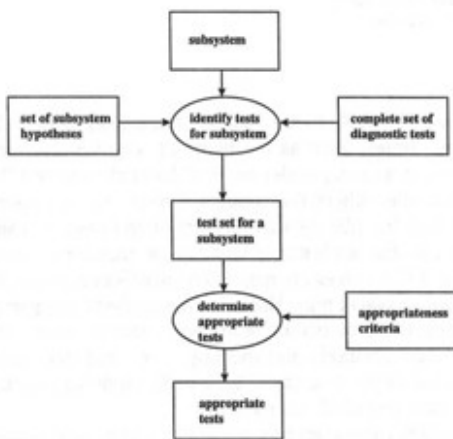 subsystem
set of subsystem
hypotheses
identify tests
for subsystem
complete set of
diagnostic tests
test set for a
subsystem
determine
appropriate
tests
appropriateness
criteria
appropriate
tests